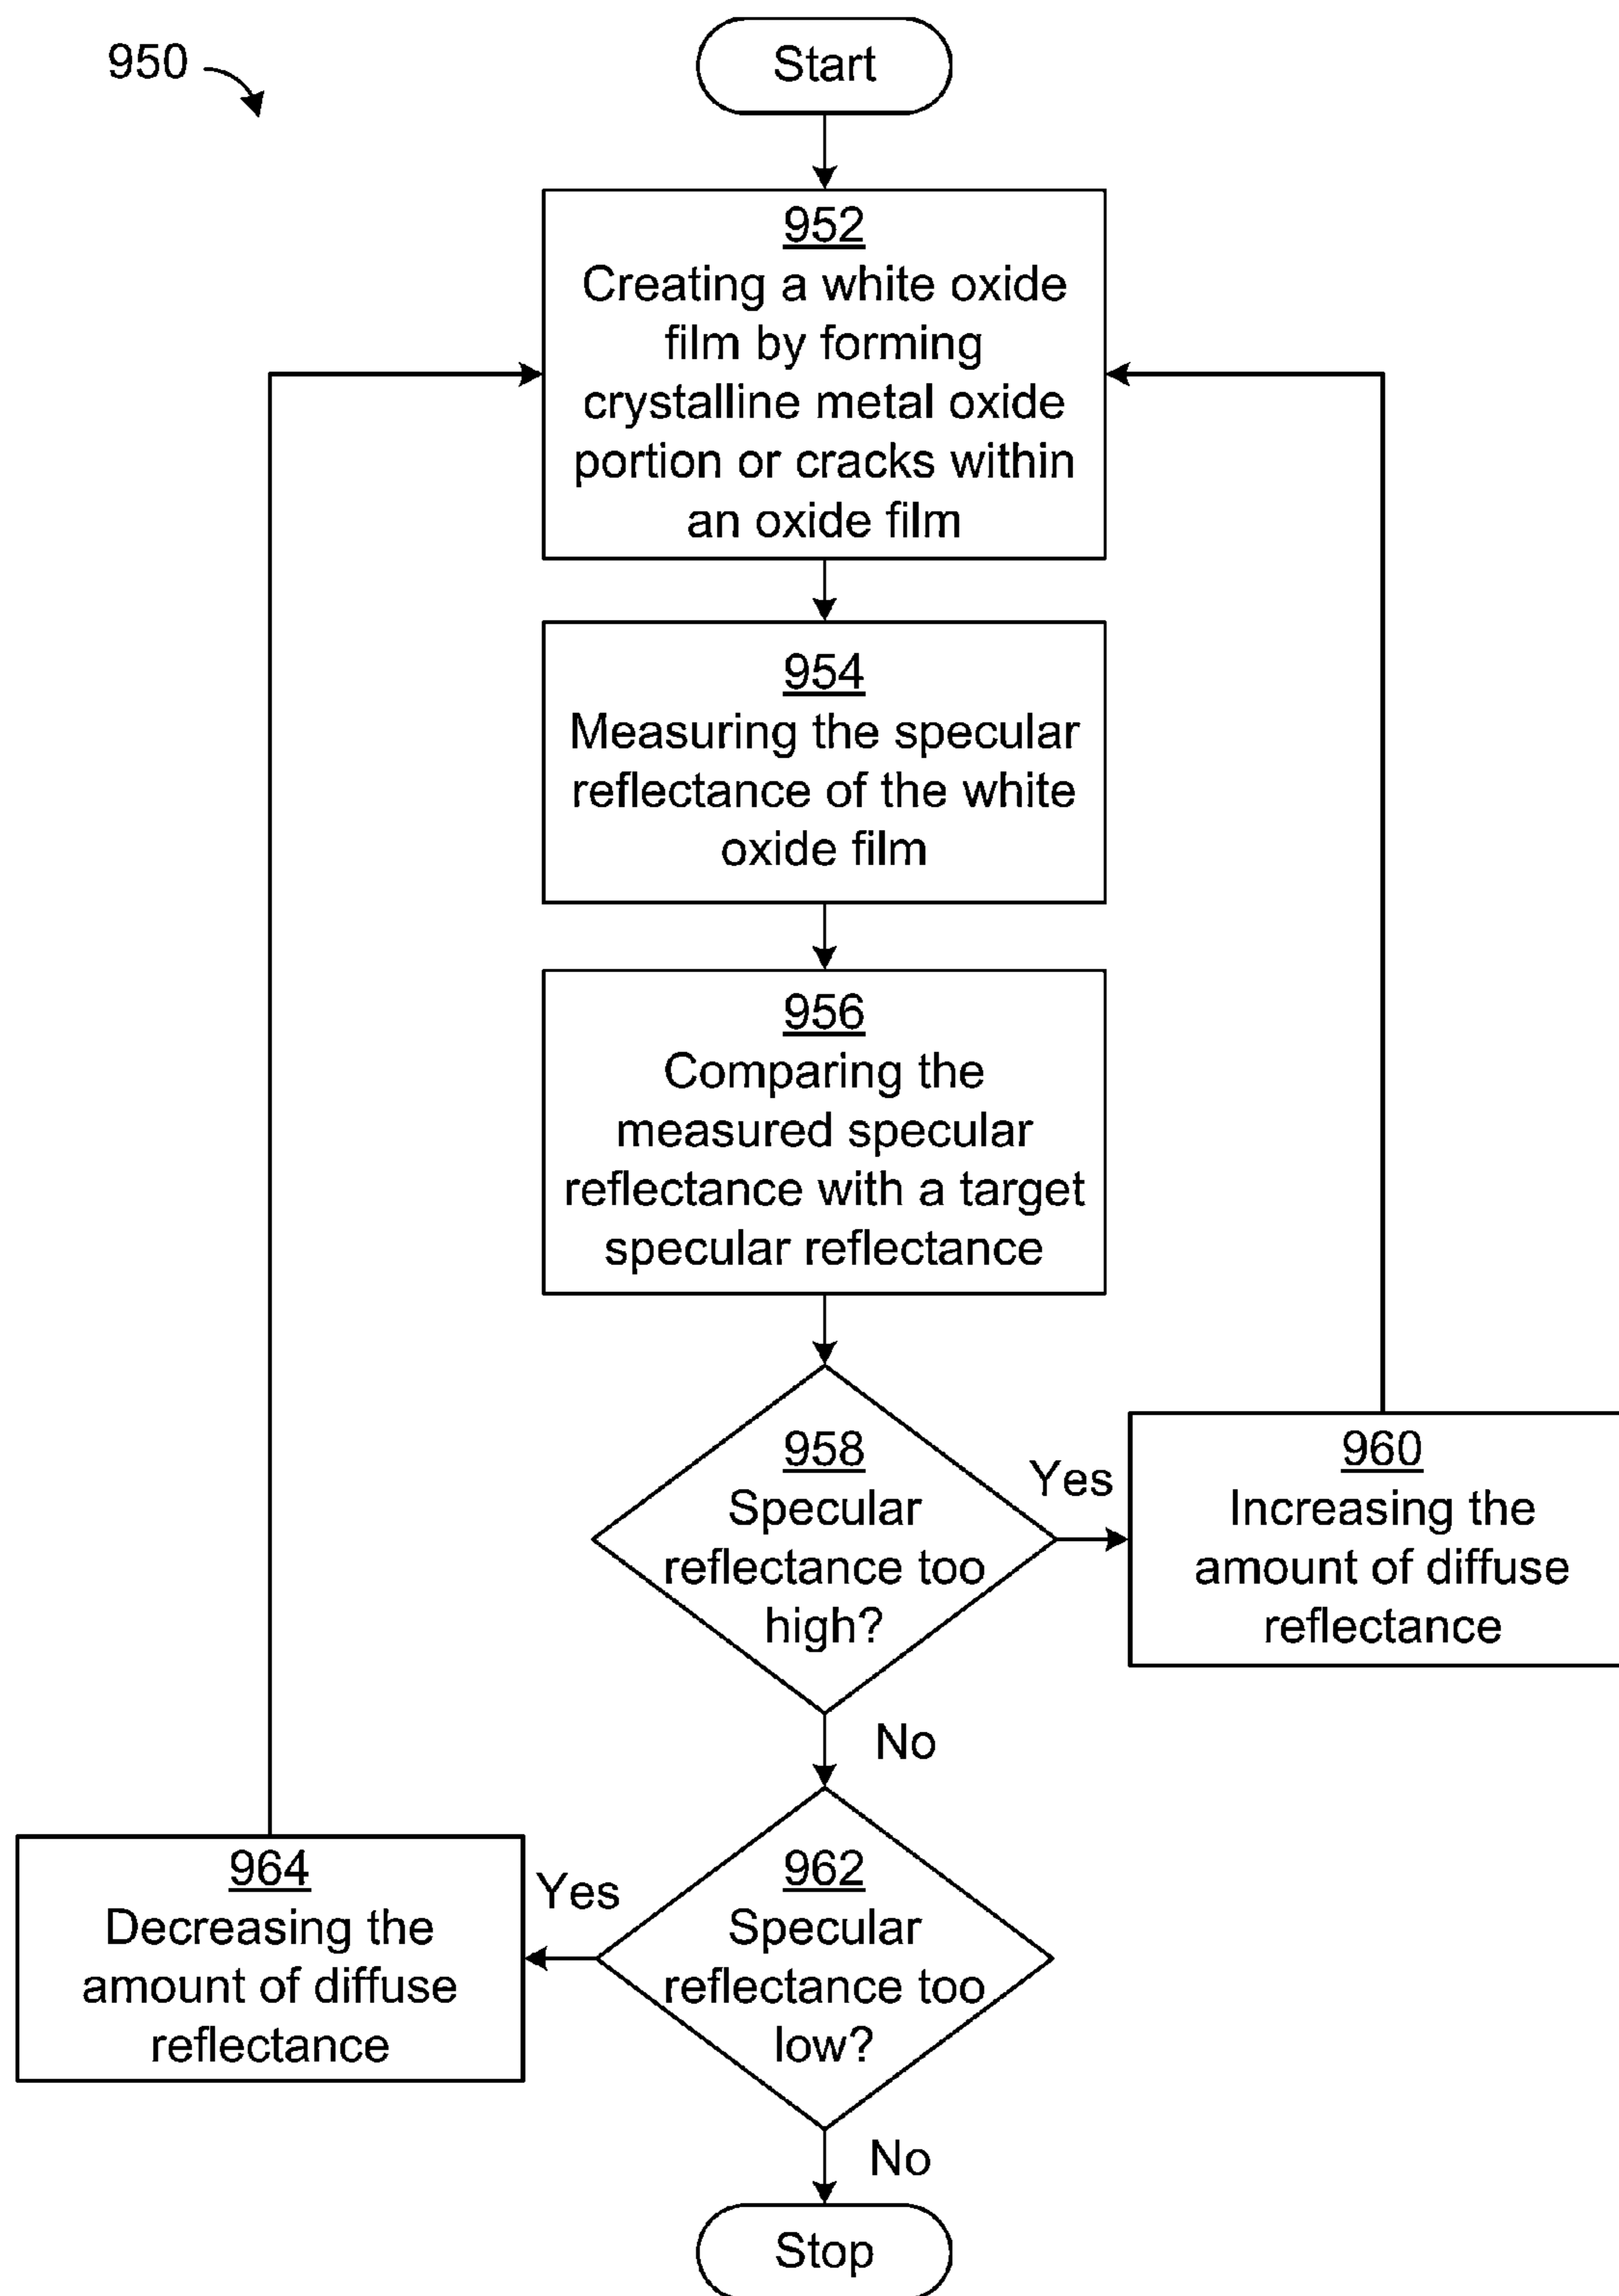 950
Start
952
Creating a white oxide
film by forming
crystalline metal oxide
portion or cracks within
an oxide film
954
Measuring the specular
reflectance of the white
oxide film
956
Comparing the
measured specular
reflectance with a target
specular reflectance
958
Specular
reflectance too
high?
Yes
960
Increasing the
amount of diffuse
reflectance
No
962
Specular
reflectance too
low?
Yes
964
Decreasing the
amount of diffuse
reflectance
No
Stop